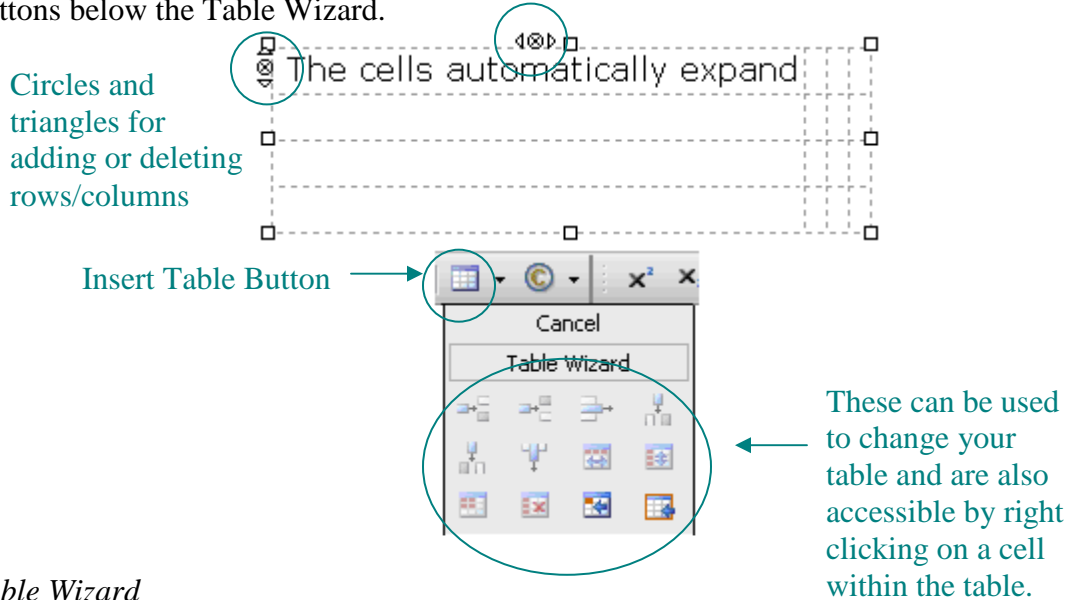 ttons below the Table Wizard.
The cells automatically expand
Circles and
triangles for
adding or deleting
rows/columns
Insert Table Button
x²
x
Cancel
Table Wizard
These can be used
to change your
table and are also
accessible by right
clicking on a cell
within the table.
ble Wizard